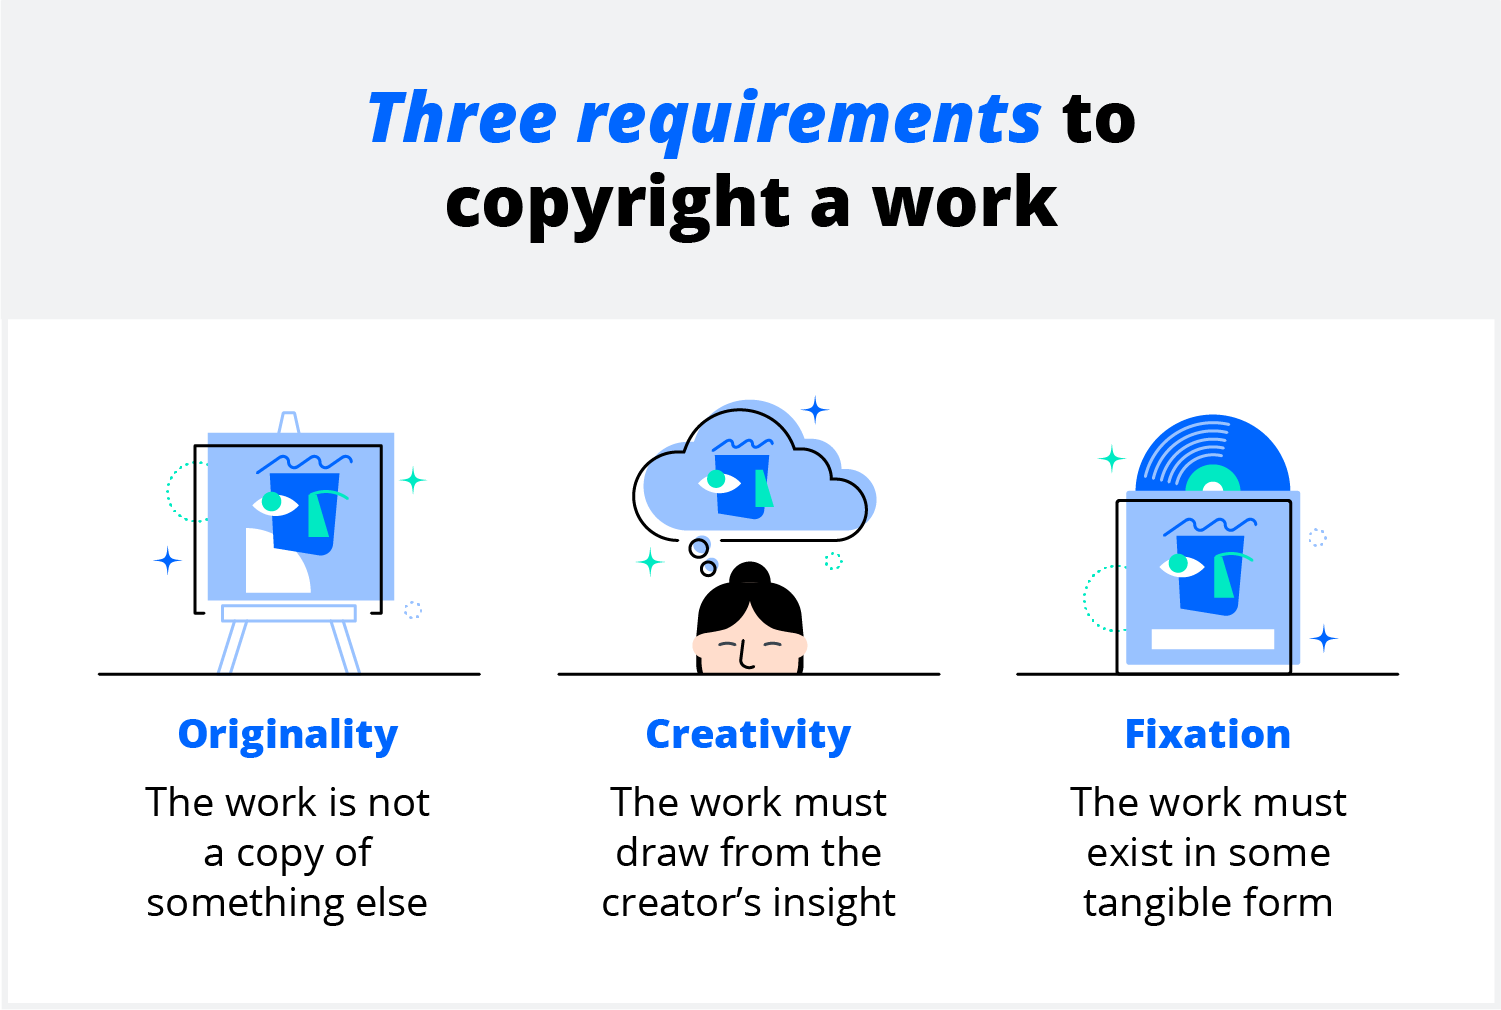 Three requirements to
copyright a work
Originality
The work is not
a copy of
something else
Creativity
The work must
draw from the
creator’s insight
Fixation
The work must
exist in some
tangible form